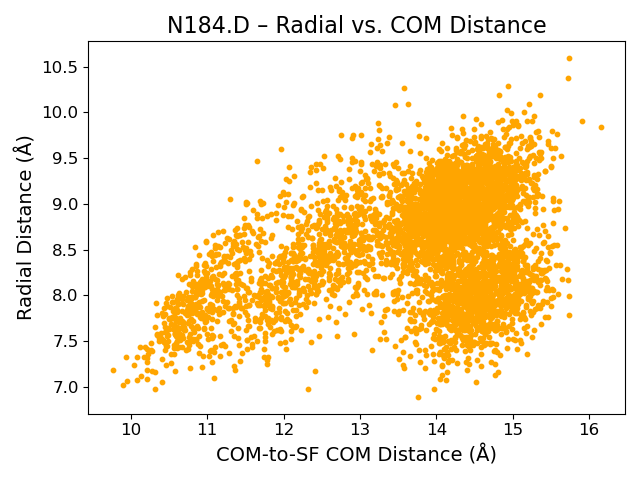 N184.D – Radial vs. COM Distance
10.5
10.0
9.5
9.0
8.5
8.0
7.5
7.0
Radial Distance (Å)
10 11 12 13 14 15 16
COM-to-SF COM Distance (Å)